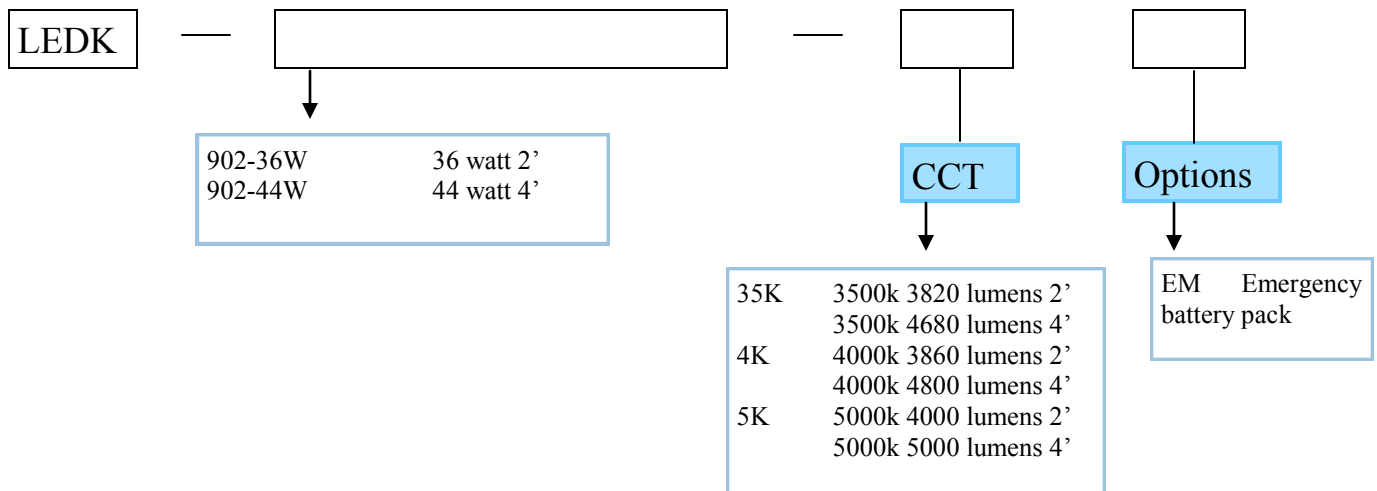 LEDK
902-36W 36 watt 2’
902-44W 44 watt 4’
CCT
Options
35K 3500k 3820 lumens 2’
3500k 4680 lumens 4’
4K 4000k 3860 lumens 2’
4000k 4800 lumens 4’
5K 5000k 4000 lumens 2’
5000k 5000 lumens 4’
EM Emergency
battery pack